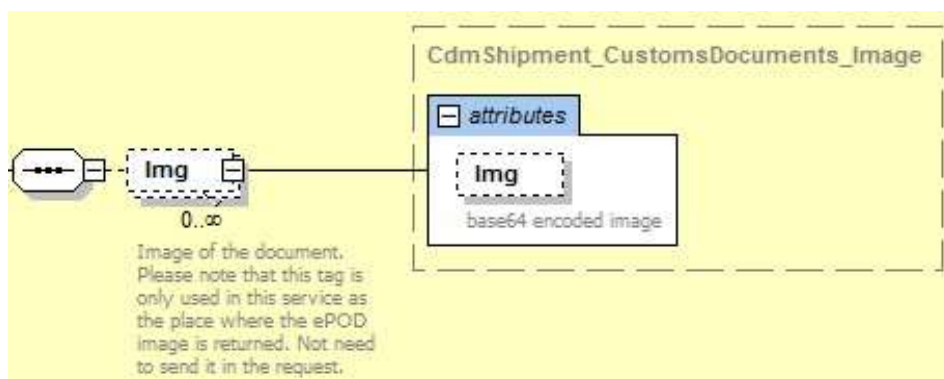 CdmShipment_CustomsDocuments_Image
attributes
Img
Img
0..∞
base64 encoded image
Image of the document.
Please note that this tag is
only used in this service as
the place where the ePOD
image is returned. Not need
to send it in the request.